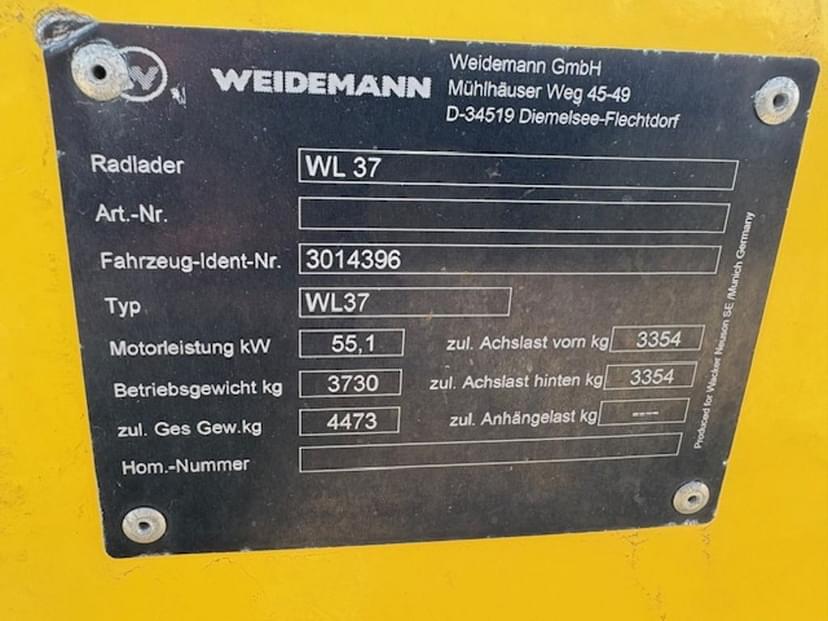 WEIDEMANN
Weidemann GmbH
Mühlhäuser Weg 45-49
D-34519 Diemelsee-Flechtdorf
Radlader WL 37
Art.-Nr.
Fahrzeug-Ident-Nr. 3014396
Typ WL37
Motorleistung kW 55,1 zul. Achslast vorn kg 3354
Betriebsgewicht kg 3730 zul. Achslast hinten kg 3354
zul. Ges Gew.kg 4473 zul. Anhängelast kg ----
Hom.-Nummer
Produced for Wacker Neuson SE /Munich Germany